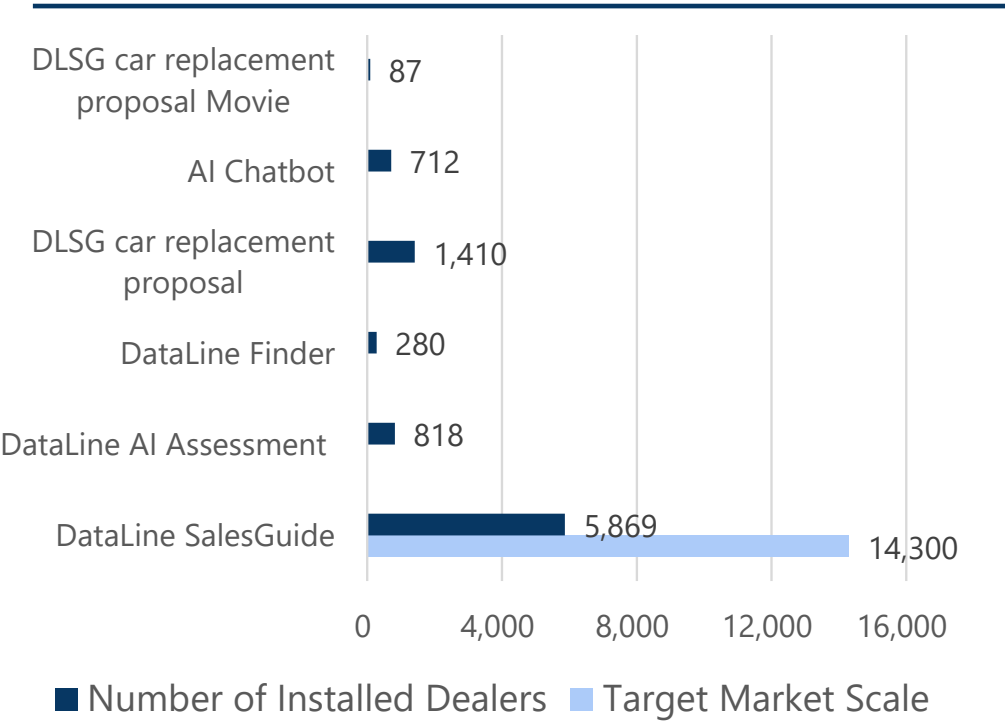 DLSG car replacement
proposal Movie
87
AI Chatbot
712
DLSG car replacement
proposal
1,410
DataLine Finder
280
DataLine AI Assessment
818
DataLine SalesGuide
5,869
14,300
0 4,000 8,000 12,000 16,000
Number of Installed Dealers Target Market Scale